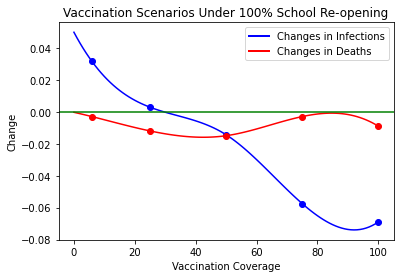 Vaccination Scenarios Under 100% School Re-opening
Changes in Infections
Changes in Deaths
0.04
0.02
0.00
−0.02
−0.04
−0.06
−0.08
Change
0
20
40
60
80
100
Vaccination Coverage